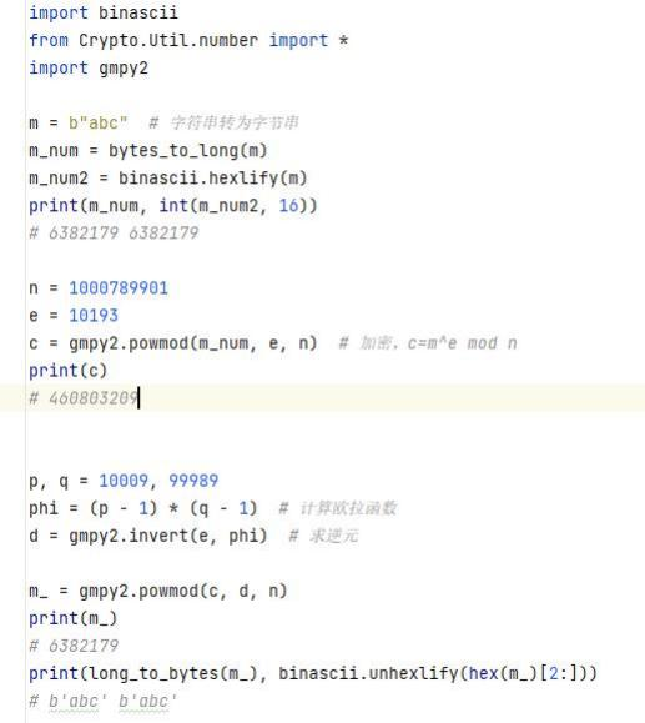 import binascii
from Crypto.Util.number import *
import gmpy2
m = b"abc"  # 字符串转为字节串
m_num = bytes_to_long(m)
m_num2 = binascii.hexlify(m)
print(m_num, int(m_num2, 16))
# 6382179 6382179
n = 1000789901
e = 10193
c = gmpy2.powmod(m_num, e, n)  # 加密，c=m^e mod n
print(c)
# 460803209
p, q = 10009, 99989
phi = (p - 1) * (q - 1)  # 计算欧拉函数
d = gmpy2.invert(e, phi)  # 求逆元
m_ = gmpy2.powmod(c, d, n)
print(m_)
# 6382179
print(long_to_bytes(m_), binascii.unhexlify(hex(m_)[2:]))
# b'abc' b'abc'